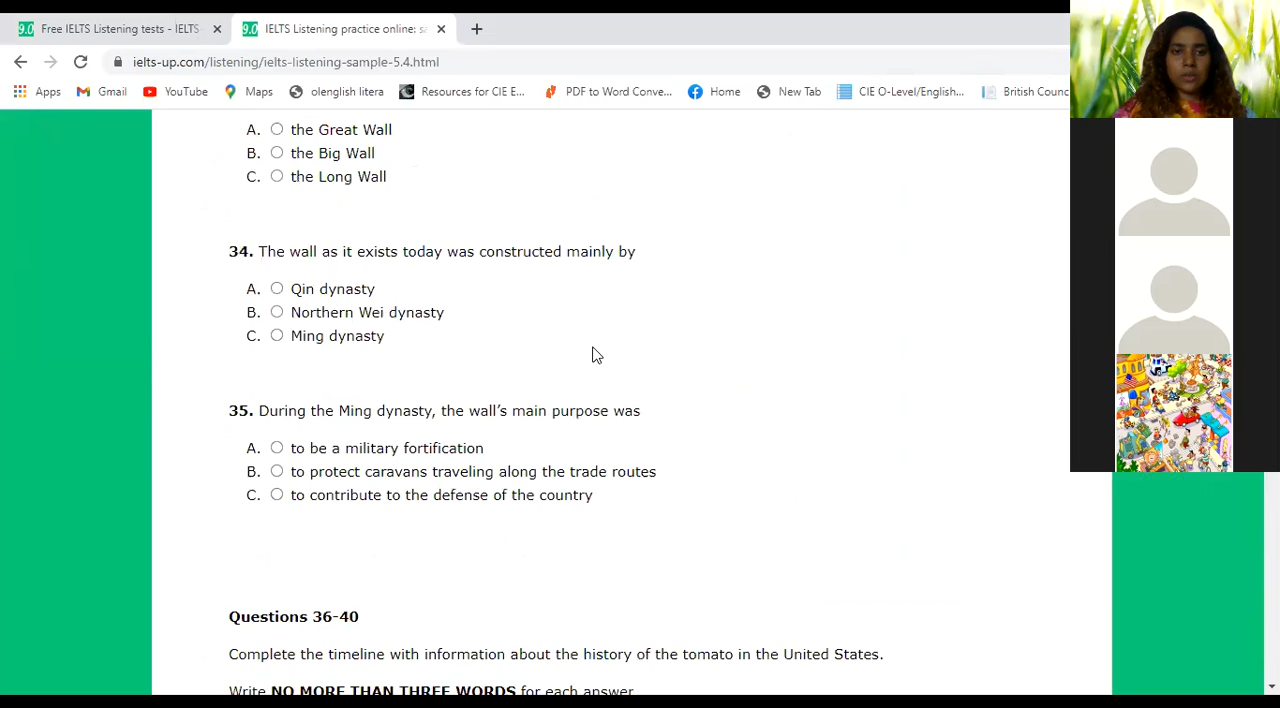 9.0 Free IELTS Listening tests - IELTS
9.0 IELTS Listening practice online: sa
ielts-up.com/listening/ielts-listening-sample-5.4.html
Apps Gmail YouTube Maps olenglish litera Resources for CIE E... PDF to Word Conve... Home New Tab CIE O-Level/English... British Counc
A. the Great Wall
B. the Big Wall
C. the Long Wall
34. The wall as it exists today was constructed mainly by
A. Qin dynasty
B. Northern Wei dynasty
C. Ming dynasty
35. During the Ming dynasty, the wall's main purpose was
A. to be a military fortification
B. to protect caravans traveling along the trade routes
C. to contribute to the defense of the country
Questions 36-40
Complete the timeline with information about the history of the tomato in the United States.
Write NO MORE THAN THREE WORDS for each answer